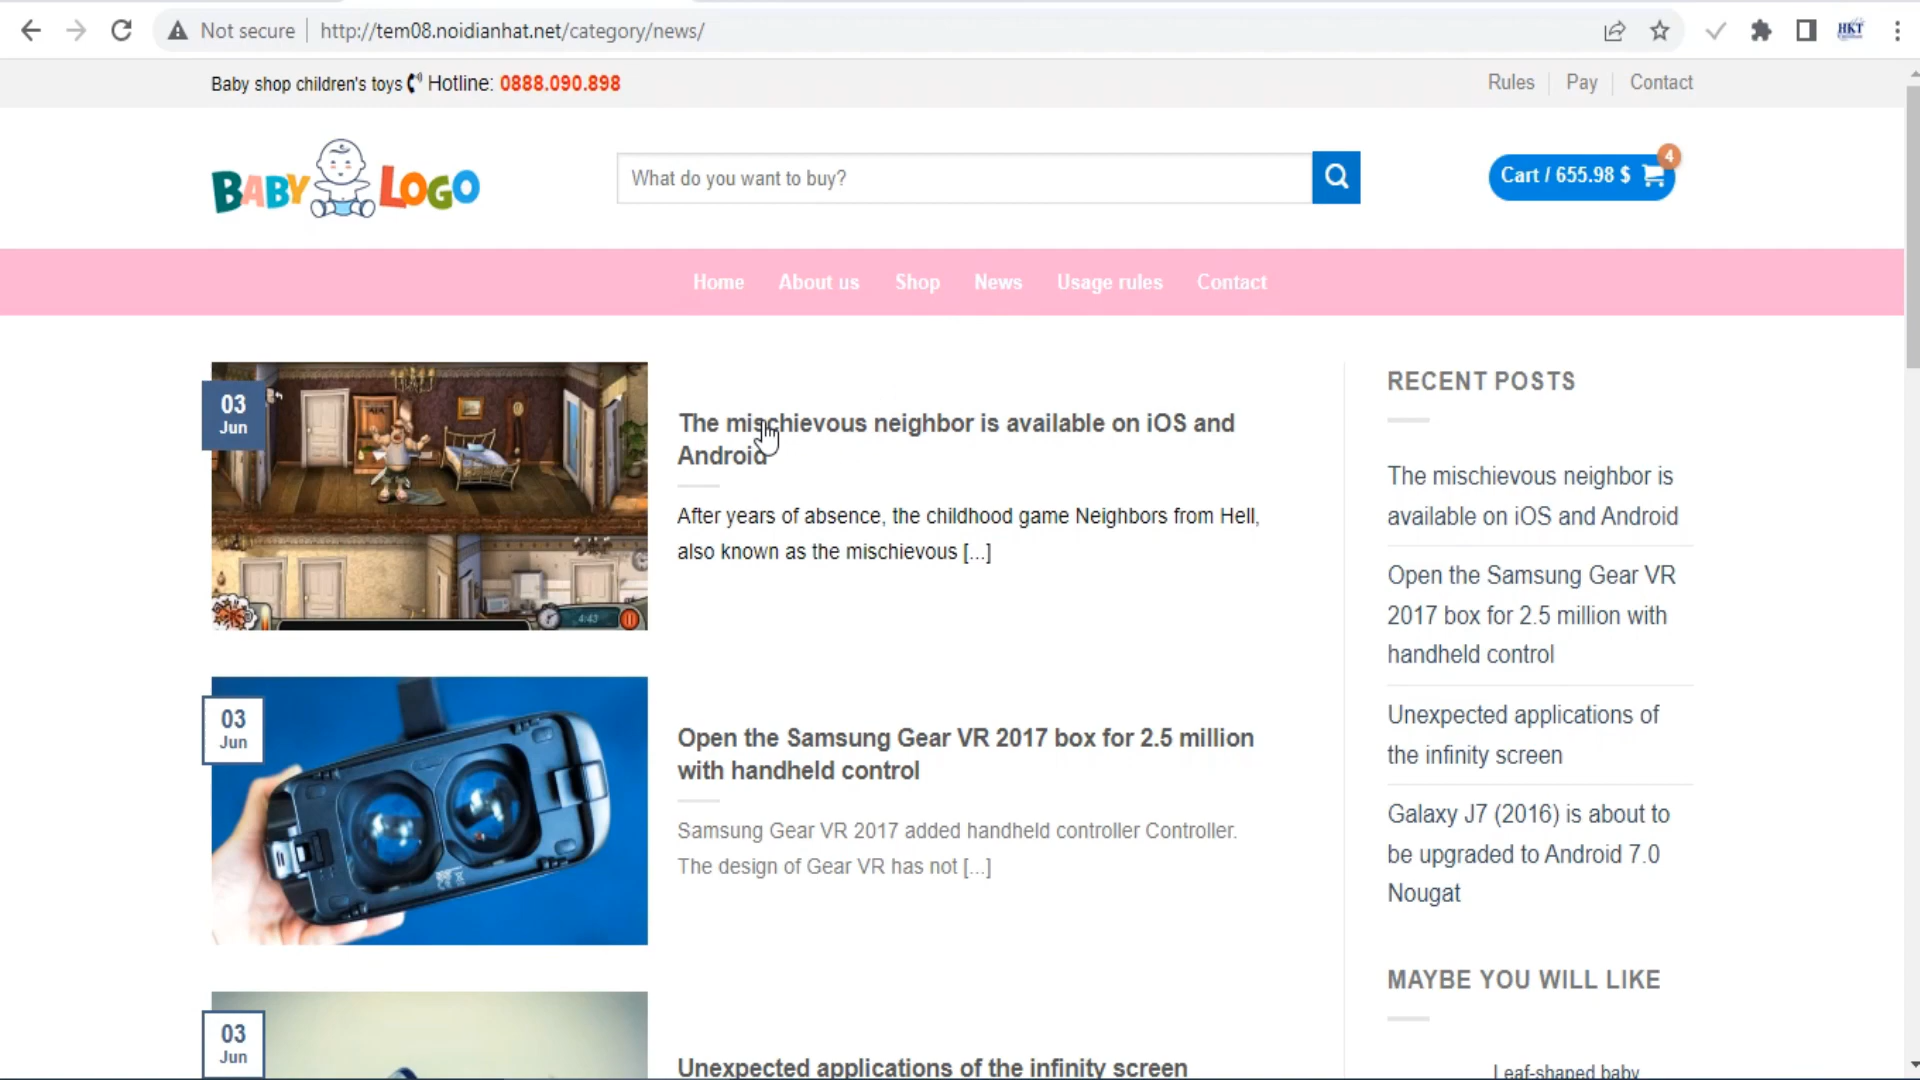 Not secure
http://tem08.noidianhat.net/category/news/
HKT
Baby shop children's toys Hotline: 0888.090.898
Rules
Pay
Contact
BABY LOGO
What do you want to buy?
Cart / 655.98 $
4
Home
About us
Shop
News
Usage rules
Contact
03
Jun
4:43
The mischievous neighbor is available on iOS and
Android
After years of absence, the childhood game Neighbors from Hell,
also known as the mischievous [...]
03
Jun
Open the Samsung Gear VR 2017 box for 2.5 million
with handheld control
Samsung Gear VR 2017 added handheld controller Controller.
The design of Gear VR has not [...]
03
Jun
Unexpected applications of the infinity screen
RECENT POSTS
The mischievous neighbor is
available on iOS and Android
Open the Samsung Gear VR
2017 box for 2.5 million with
handheld control
Unexpected applications of
the infinity screen
Galaxy J7 (2016) is about to
be upgraded to Android 7.0
Nougat
MAYBE YOU WILL LIKE
Leaf-shaped baby